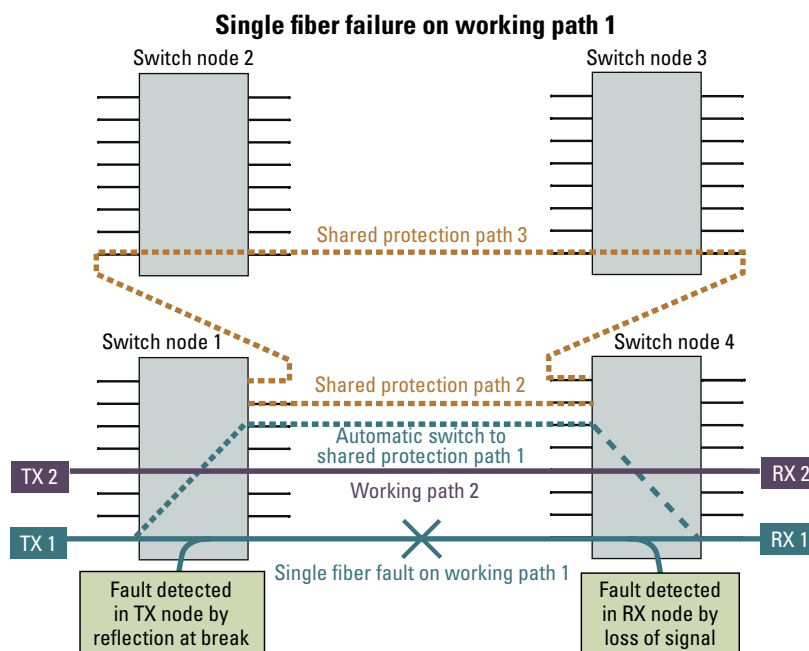 Single fiber failure on working path 1
Switch node 2
Switch node 3
Shared protection path 3
Switch node 1
Switch node 4
Shared protection path 2
Automatic switch to
shared protection path 1
TX 2
RX 2
Working path 2
TX 1
RX 1
Single fiber fault on working path 1
Fault detected
in TX node by
reflection at break
Fault detected
in RX node by
loss of signal